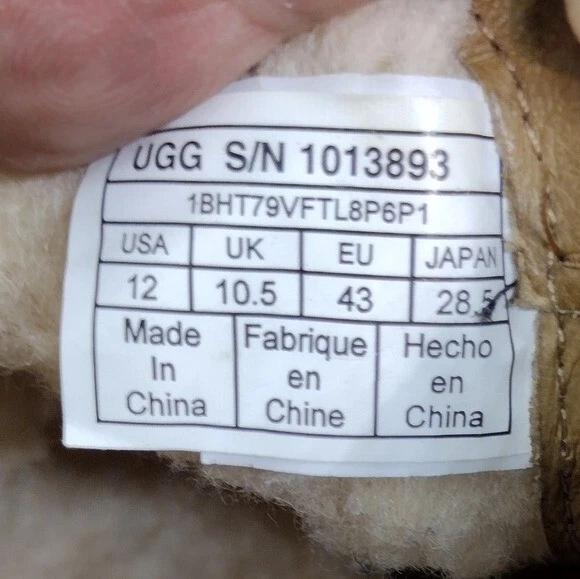 UGG S/N 1013893
1BHT79VFTL8P6P1
USA UK EU JAPAN
12 10.5 43 28.5
Made Fabrique Hecho
In en en
China Chine China